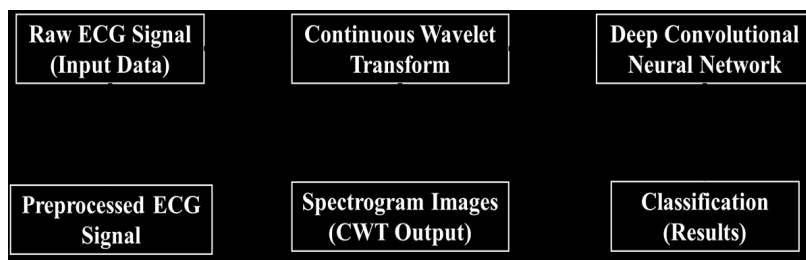 Raw ECG Signal
(Input Data)
Continuous Wavelet
Transform
Deep Convolutional
Neural Network
Preprocessed ECG
Signal
Spectrogram Images
(CWT Output)
Classification
(Results)